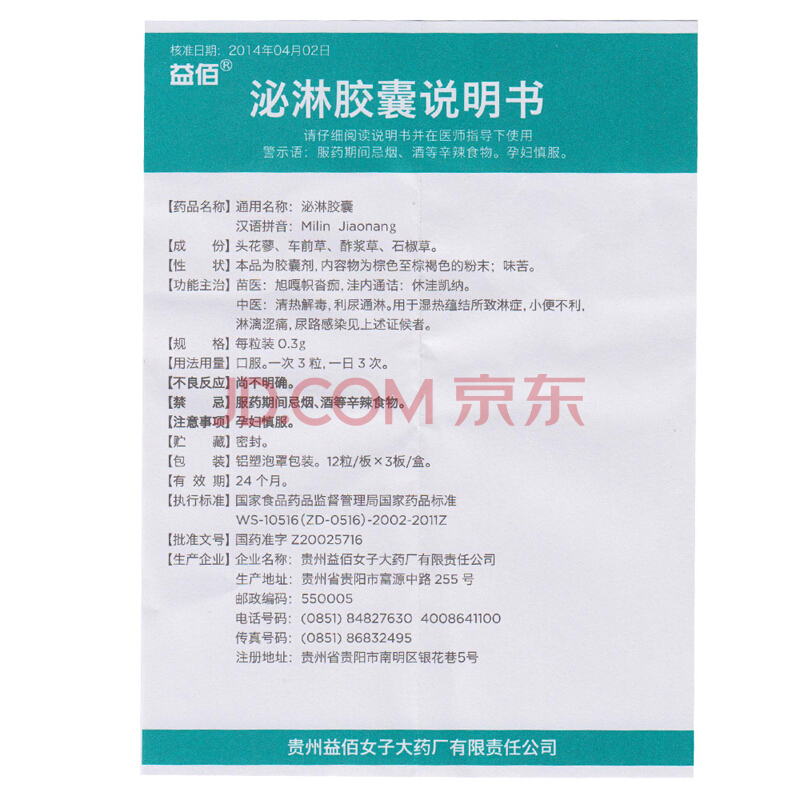 核准日期：2014年04月02日
益佰®
泌淋胶囊说明书
请仔细阅读说明书并在医师指导下使用
警示语：服药期间忌烟、酒等辛辣食物。孕妇慎服。
【药品名称】通用名称：泌淋胶囊
汉语拼音：Milin Jiaonang
【成 份】头花蓼、车前草、酢浆草、石椒草。
【性 状】本品为胶囊剂，内容物为棕色至棕褐色的粉末；味苦。
【功能主治】苗医：旭嘎帜沓痂，洼内通诘：休洼凯纳。
中医：清热解毒，利尿通淋。用于湿热蕴结所致淋症，小便不利，
淋漓涩痛，尿路感染见上述证候者。
【规 格】每粒装 0.3g
【用法用量】口服。一次 3 粒，一日 3 次。
【不良反应】尚不明确。
【禁 忌】服药期间忌烟、酒等辛辣食物。
【注意事项】孕妇慎服。
【贮 藏】密封。
【包 装】铝塑泡罩包装。12粒/板×3板/盒。
【有 效 期】24 个月。
【执行标准】国家食品药品监督管理局国家药品标准
WS-10516(ZD-0516)-2002-2011Z
【批准文号】国药准字 Z20025716
【生产企业】企业名称：贵州益佰女子大药厂有限责任公司
生产地址：贵州省贵阳市富源中路 255 号
邮政编码：550005
电话号码：(0851) 84827630 4008641100
传真号码：(0851) 86832495
注册地址：贵州省贵阳市南明区银花巷5号
贵州益佰女子大药厂有限责任公司
JD.COM 京东